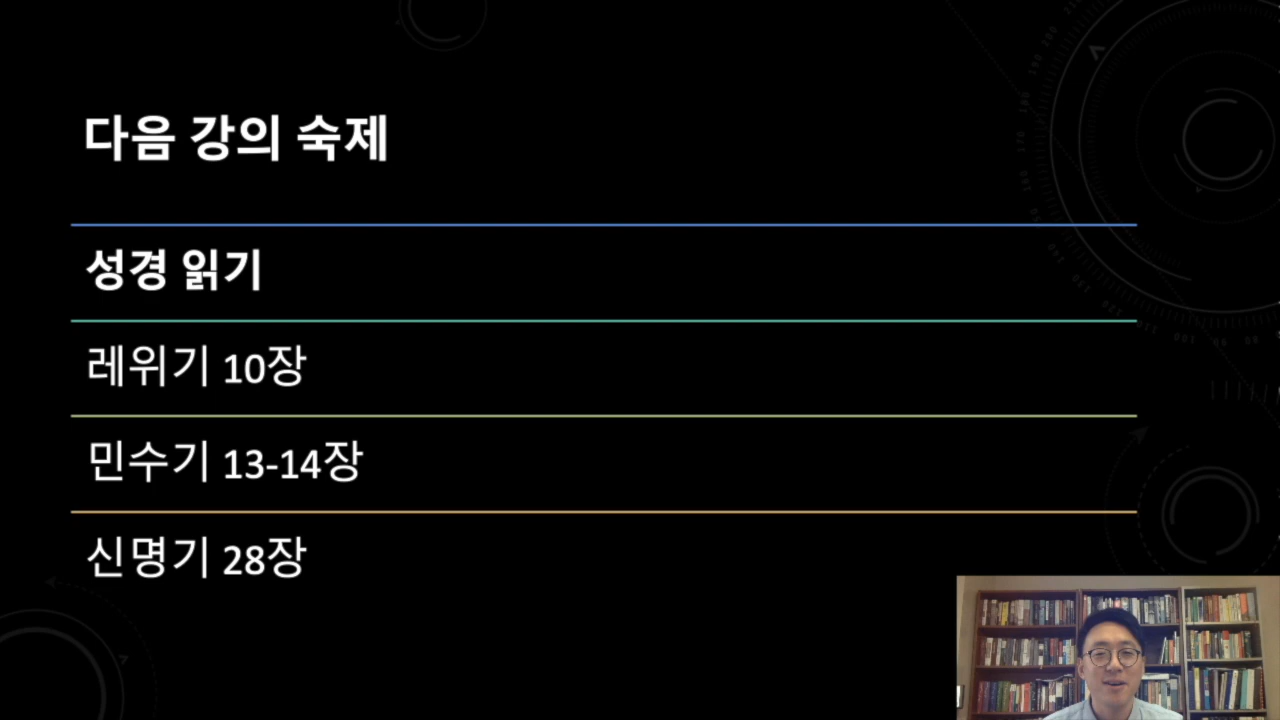 다음 강의 숙제
성경 읽기
레위기 10장
민수기 13-14장
신명기 28장